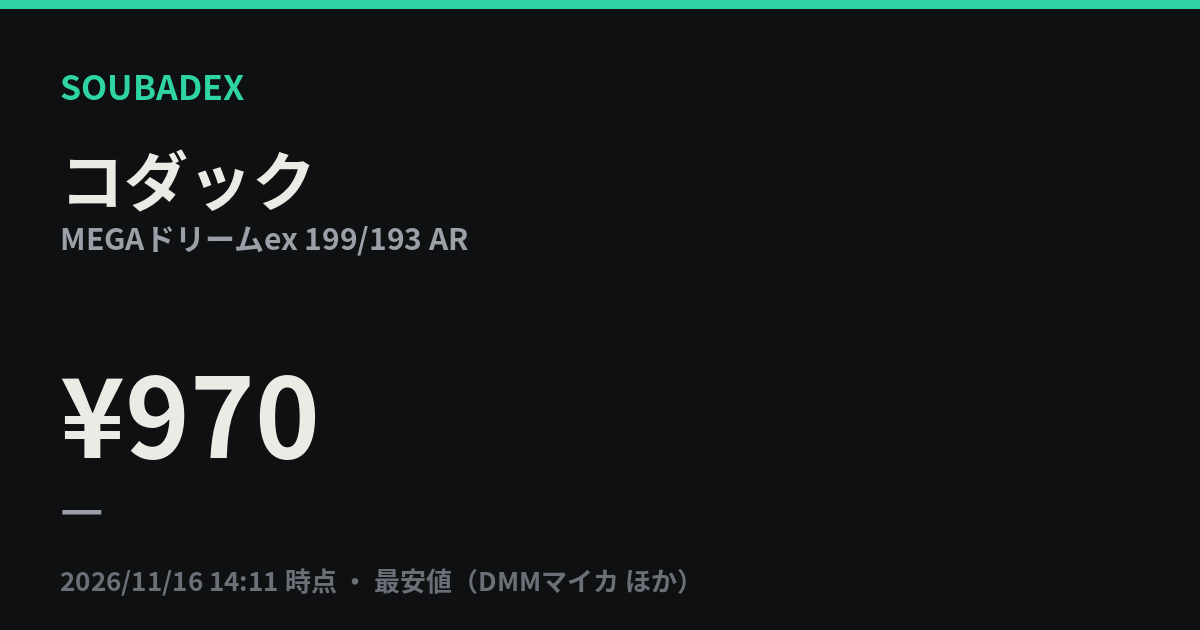 SOUBADEX
コダック
MEGAドリームex 199/193 AR
¥970
—
2026/11/16 14:11 時点 ・ 最安値（DMMマイカ ほか）